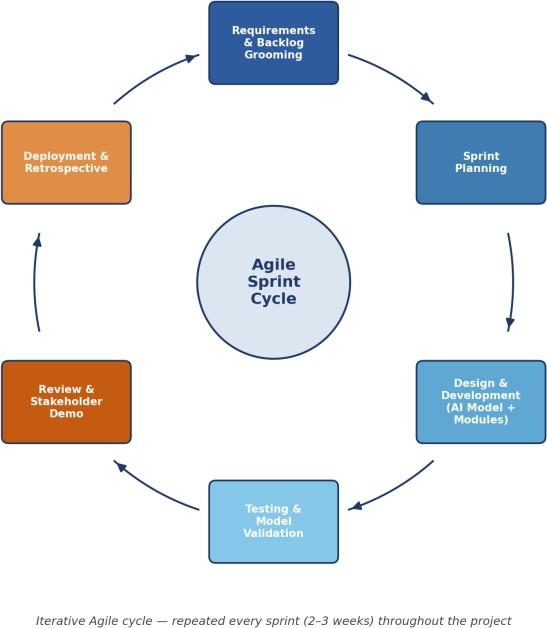 Requirements
& Backlog
Grooming
Sprint
Planning
Design &
Development
(AI Model +
Modules)
Testing &
Model
Validation
Review &
Stakeholder
Demo
Deployment &
Retrospective
Agile
Sprint
Cycle
Iterative Agile cycle — repeated every sprint (2–3 weeks) throughout the project